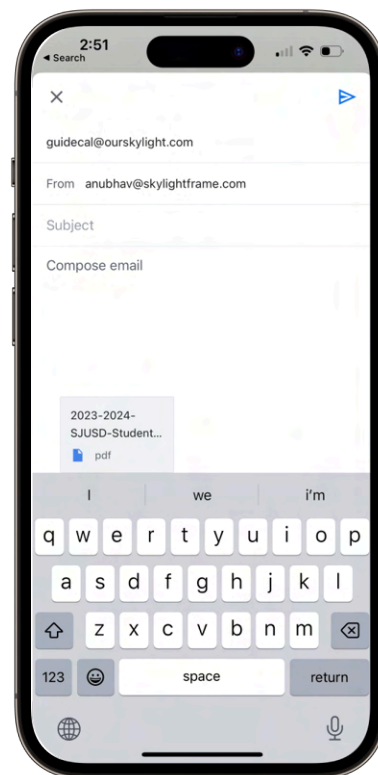 2:51
◀ Search
guidecal@ourskylight.com
From anubhav@skylightframe.com
Subject
Compose email
2023-2024-
SJUSD-Student...
pdf
I we i'm
q w e r t y u i o p
a s d f g h j k l
z x c v b n m
123 space return